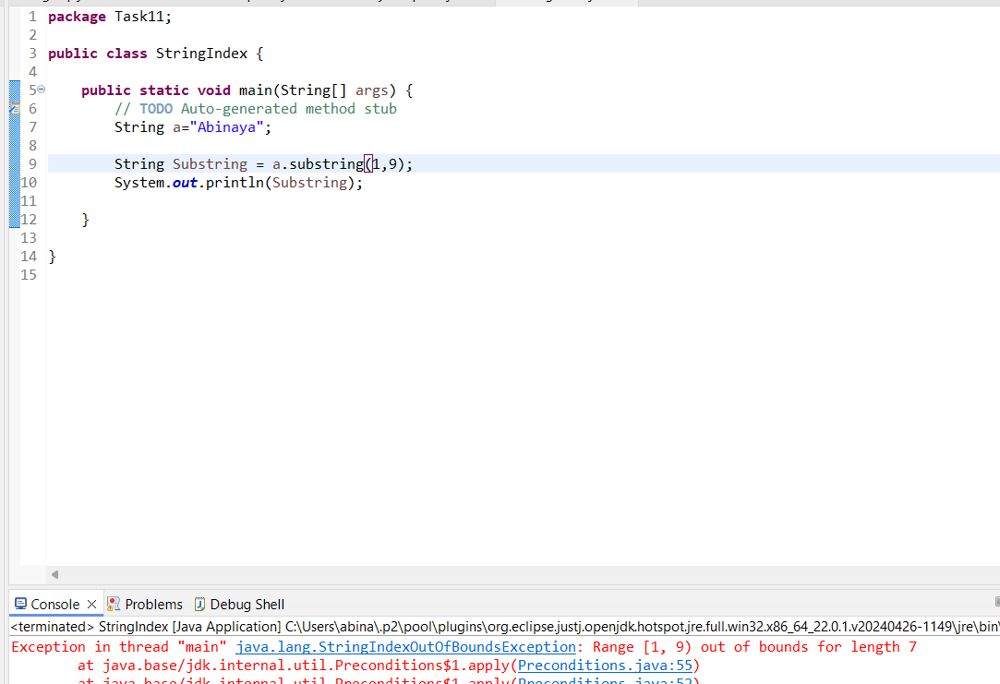 1 package Task11;
2
3 public class StringIndex {
4
5 public static void main(String[] args) {
6 // TODO Auto-generated method stub
7 String a="Abinaya";
8
9 String Substring = a.substring(1,9);
10 System.out.println(Substring);
11
12 }
13
14 }
15
Console Problems Debug Shell
<terminated> StringIndex [Java Application] C:\Users\abina\.p2\pool\plugins\org.eclipse.justj.openjdk.hotspot.jre.full.win32.x86_64_22.0.1.v20240426-1149\jre\bin\
Exception in thread "main" java.lang.StringIndexOutOfBoundsException: Range [1, 9) out of bounds for length 7
at java.base/jdk.internal.util.Preconditions$1.apply(Preconditions.java:55)
at java.base/jdk.internal.util.Preconditions$1.apply(Preconditions.java:52)